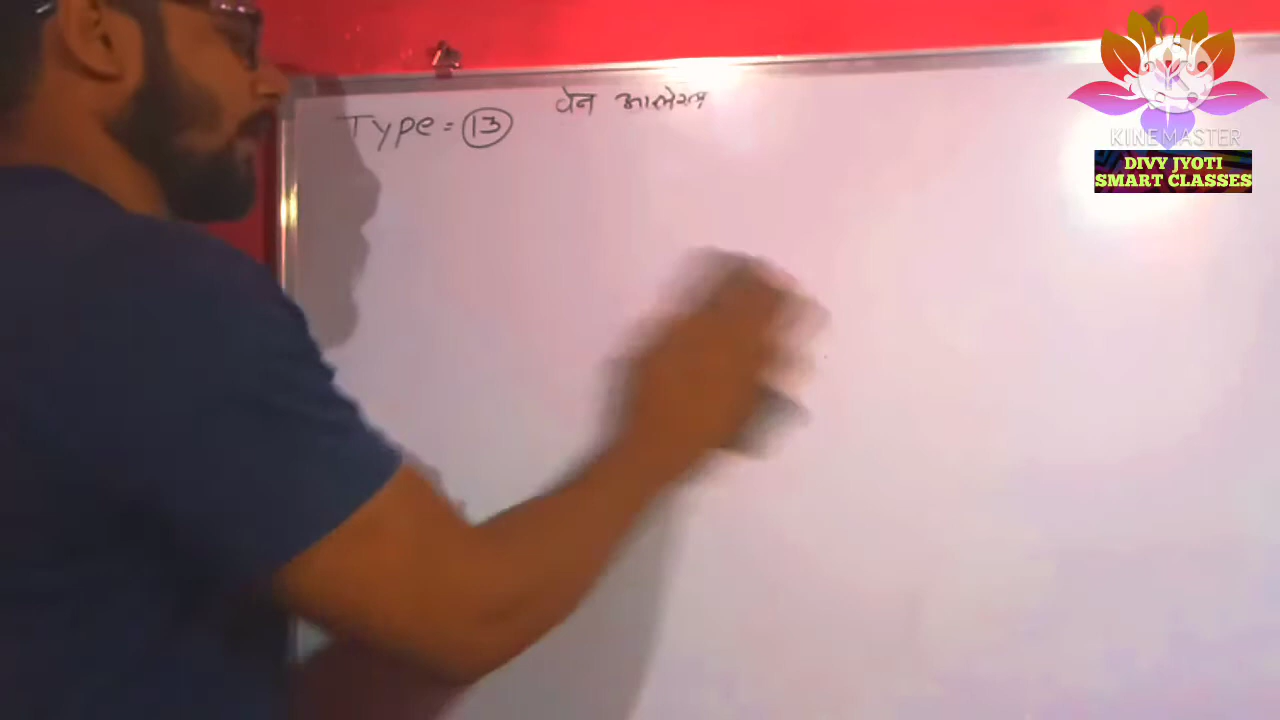 Type = 13 वेन आलेख
KINEMASTER
DIVY JYOTI
SMART CLASSES